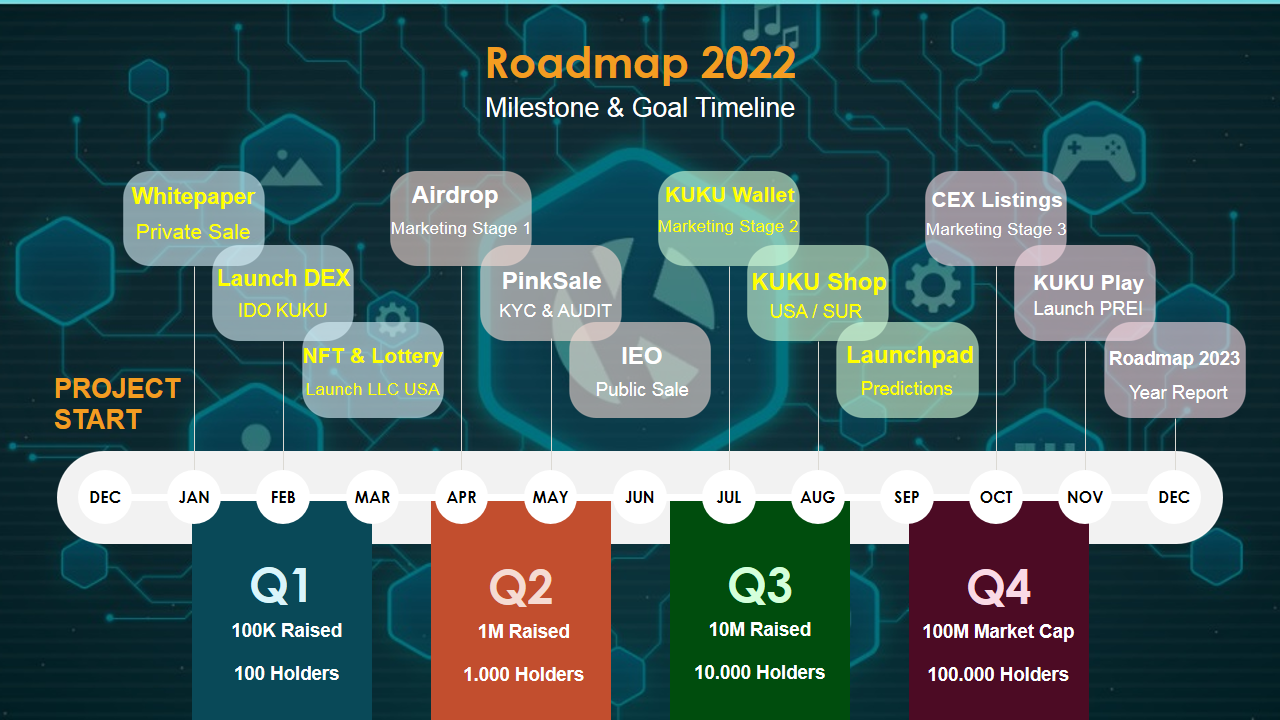 Roadmap 2022
Milestone & Goal Timeline
Whitepaper
Private Sale
Launch DEX
IDO KUKU
NFT & Lottery
Launch LLC USA
Airdrop
Marketing Stage 1
PinkSale
KYC & AUDIT
IEO
Public Sale
KUKU Wallet
Marketing Stage 2
KUKU Shop
USA / SUR
Launchpad
Predictions
CEX Listings
Marketing Stage 3
KUKU Play
Launch PREI
Roadmap 2023
Year Report
PROJECT
START
DEC JAN FEB MAR APR MAY JUN JUL AUG SEP OCT NOV DEC
Q1
100K Raised
100 Holders
Q2
1M Raised
1.000 Holders
Q3
10M Raised
10.000 Holders
Q4
100M Market Cap
100.000 Holders